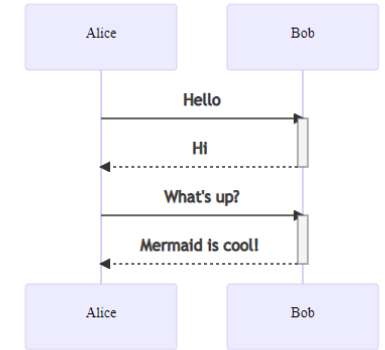 Alice Bob
Hello
Hi
What's up?
Mermaid is cool!
Alice Bob